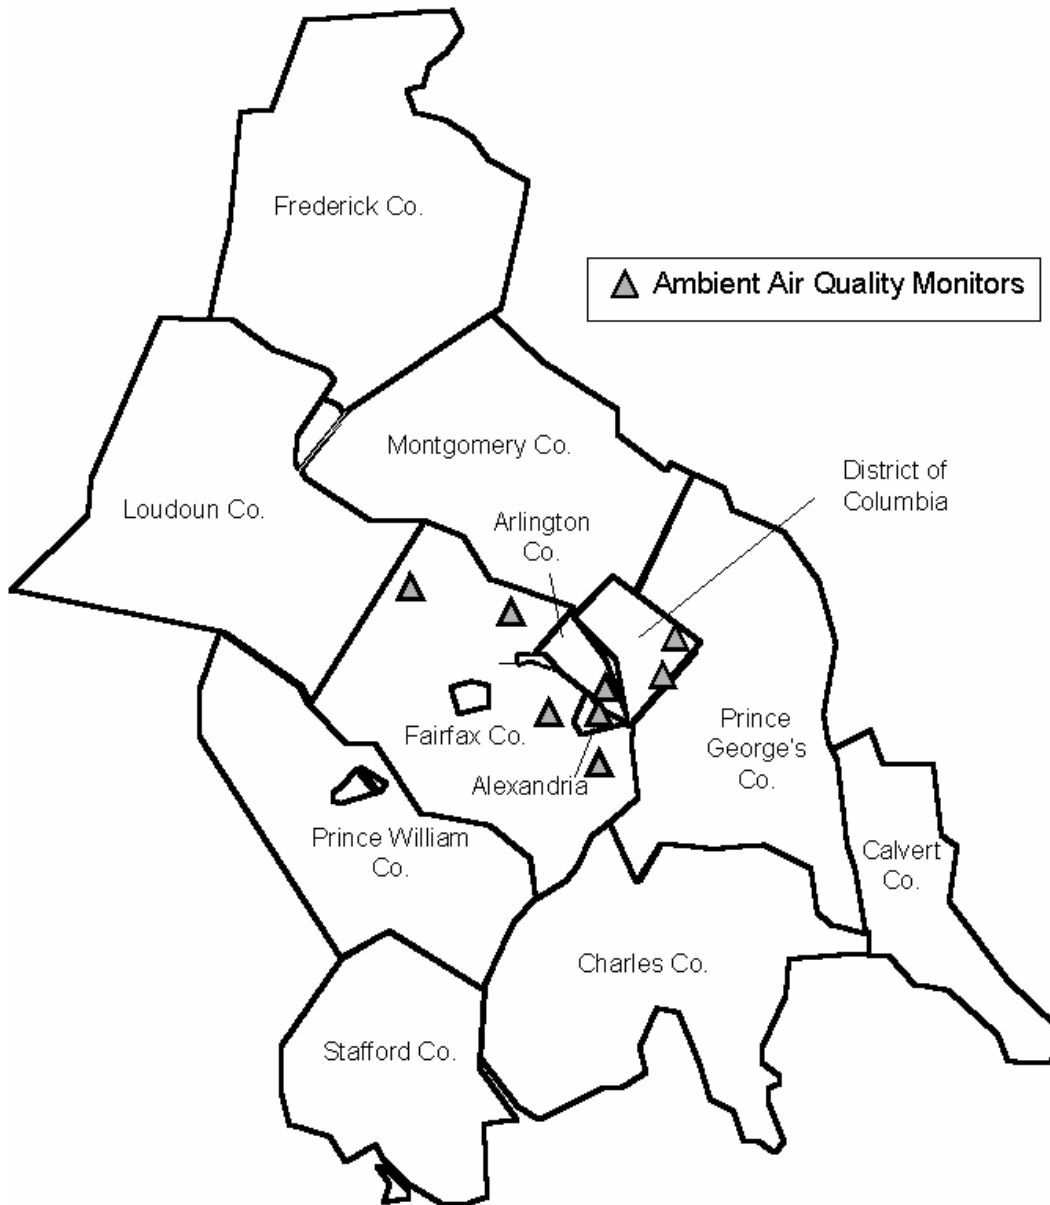 Frederick Co.
Ambient Air Quality Monitors
Montgomery Co.
District of
Columbia
Loudoun Co.
Arlington
Co.
Prince
George's
Co.
Fairfax Co.
Alexandria
Prince William
Co.
Calvert
Co.
Charles Co.
Stafford Co.